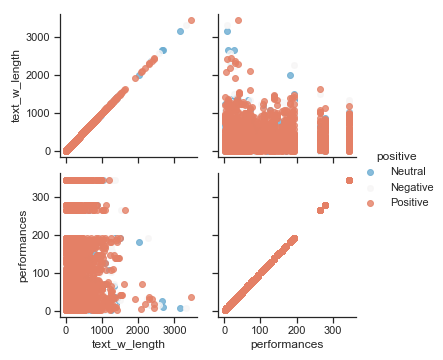 3000
2000
1000
0
text_w_length
300
200
100
0
performances
0 1000 2000 3000
text_w_length
0 100 200 300
performances
positive
Neutral
Negative
Positive